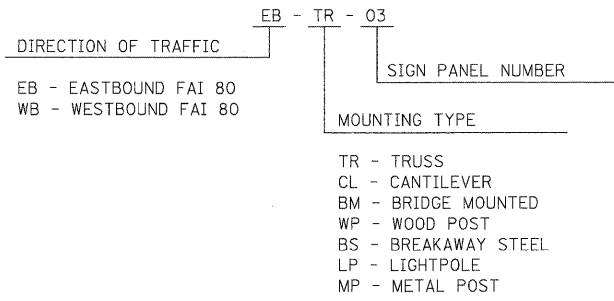 EB - TR - 03
DIRECTION OF TRAFFIC
EB - EASTBOUND FAI 80
WB - WESTBOUND FAI 80
SIGN PANEL NUMBER
MOUNTING TYPE
TR - TRUSS
CL - CANTILEVER
BM - BRIDGE MOUNTED
WP - WOOD POST
BS - BREAKAWAY STEEL
LP - LIGHTPOLE
MP - METAL POST